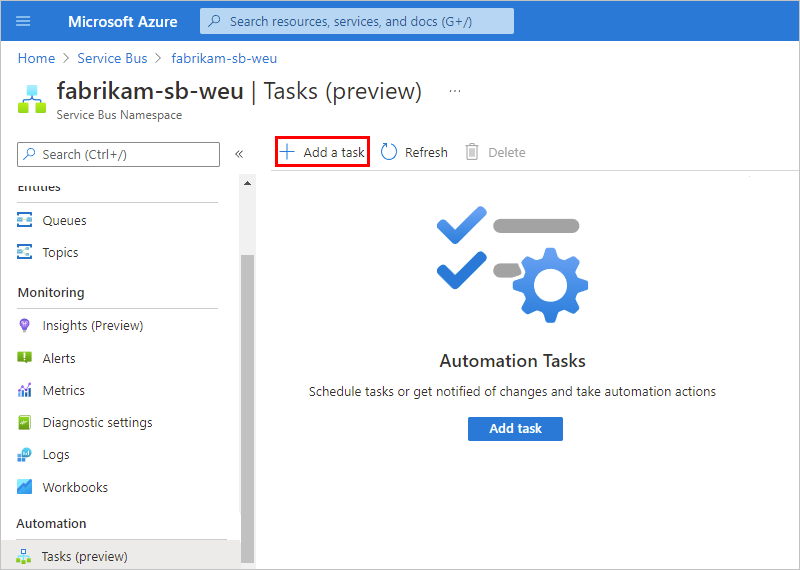 Microsoft Azure
Search resources, services, and docs (G+/)
Home > Service Bus > fabrikam-sb-weu
fabrikam-sb-weu | Tasks (preview) ...
Service Bus Namespace
Search (Ctrl+/)
«
+ Add a task
Refresh
Delete
Entities
Queues
Topics
Monitoring
Insights (Preview)
Alerts
Metrics
Diagnostic settings
Logs
Workbooks
Automation
Tasks (preview)
Automation Tasks
Schedule tasks or get notified of changes and take automation actions
Add task